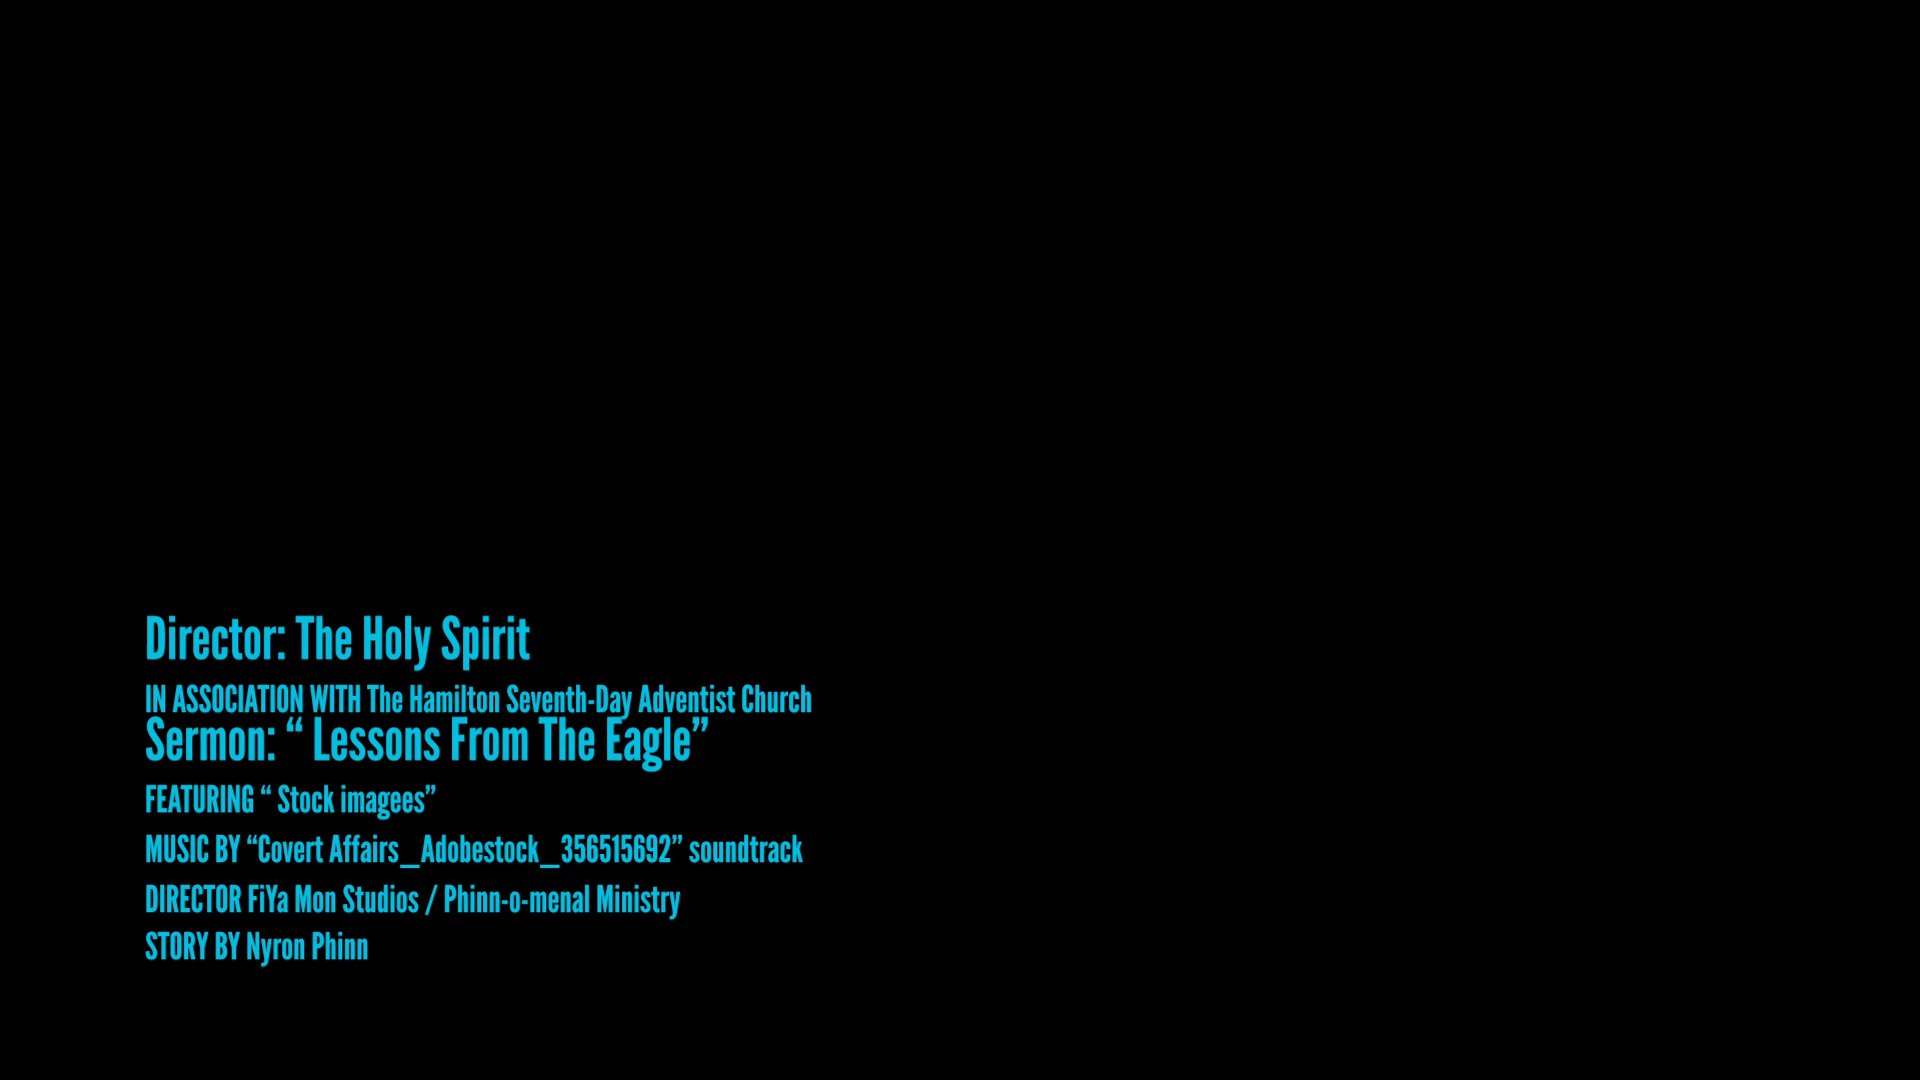 Director: The Holy Spirit
IN ASSOCIATION WITH The Hamilton Seventh-Day Adventist Church
Sermon: “ Lessons From The Eagle”
FEATURING “ Stock imagees”
MUSIC BY “Covert Affairs_Adobestock_356515692” soundtrack
DIRECTOR FiYa Mon Studios / Phinn-o-menal Ministry
STORY BY Nyron Phinn